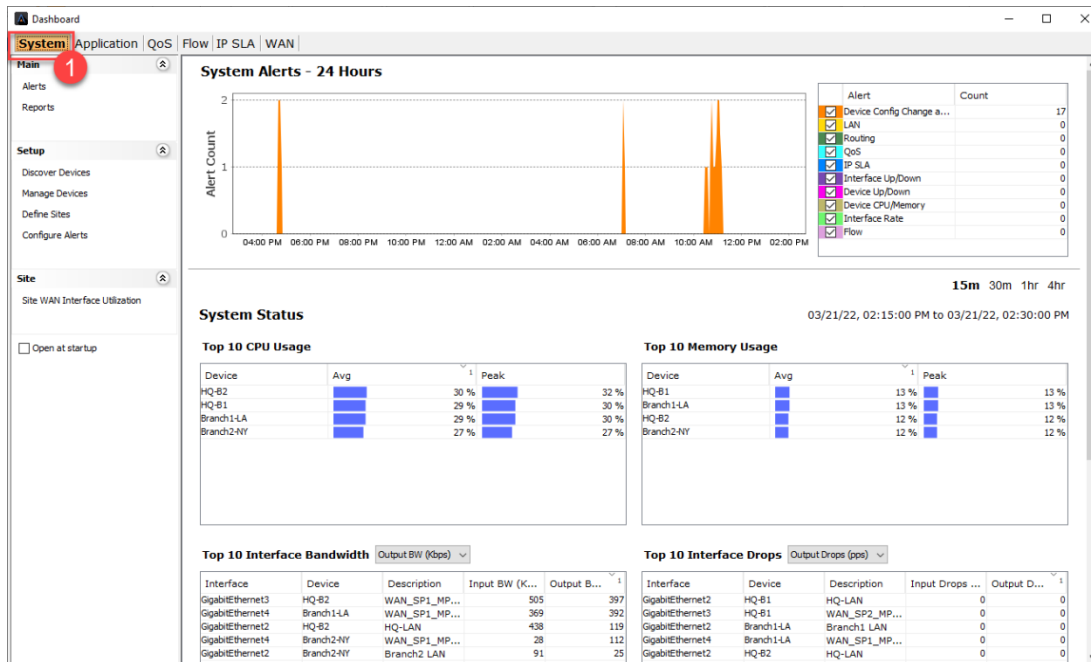 Dashboard
System Application QoS Flow IP SLA WAN
1
Main
Alerts
Reports
Setup
Discover Devices
Manage Devices
Define Sites
Configure Alerts
Site
Site WAN Interface Utilization
Open at startup
System Alerts - 24 Hours
Alert Count
2
1
0
04:00 PM 06:00 PM 08:00 PM 10:00 PM 12:00 AM 02:00 AM 04:00 AM 06:00 AM 08:00 AM 10:00 AM 12:00 PM 02:00 PM
Alert Count
Device Config Change a... 17
LAN 0
Routing 0
QoS 0
IP SLA 0
Interface Up/Down 0
Device Up/Down 0
Device CPU/Memory 0
Interface Rate 0
Flow 0
15m 30m 1hr 4hr
System Status 03/21/22, 02:15:00 PM to 03/21/22, 02:30:00 PM
Top 10 CPU Usage
Device Avg 1 Peak
HQ-B2 30 % 32 %
HQ-B1 29 % 30 %
Branch1-LA 29 % 30 %
Branch2-NY 27 % 27 %
Top 10 Memory Usage
Device Avg 1 Peak
HQ-B1 13 % 13 %
Branch1-LA 13 % 13 %
HQ-B2 12 % 12 %
Branch2-NY 12 % 12 %
Top 10 Interface Bandwidth Output BW (Kbps)
Interface Device Description Input BW (K... Output B... 1
GigabitEthernet3 HQ-B2 WAN_SP1_MP... 505 397
GigabitEthernet4 Branch1-LA WAN_SP1_MP... 369 392
GigabitEthernet2 HQ-B2 HQ-LAN 438 119
GigabitEthernet4 Branch2-NY WAN_SP1_MP... 28 112
GigabitEthernet2 Branch2-NY Branch2 LAN 91 25
Top 10 Interface Drops Output Drops (pps)
Interface Device Description Input Drops ... Output D... 1
GigabitEthernet2 HQ-B1 HQ-LAN 0 0
GigabitEthernet3 HQ-B1 WAN_SP2_MP... 0 0
GigabitEthernet2 Branch1-LA Branch1 LAN 0 0
GigabitEthernet4 Branch1-LA WAN_SP1_MP... 0 0
GigabitEthernet2 HQ-B2 HQ-LAN 0 0